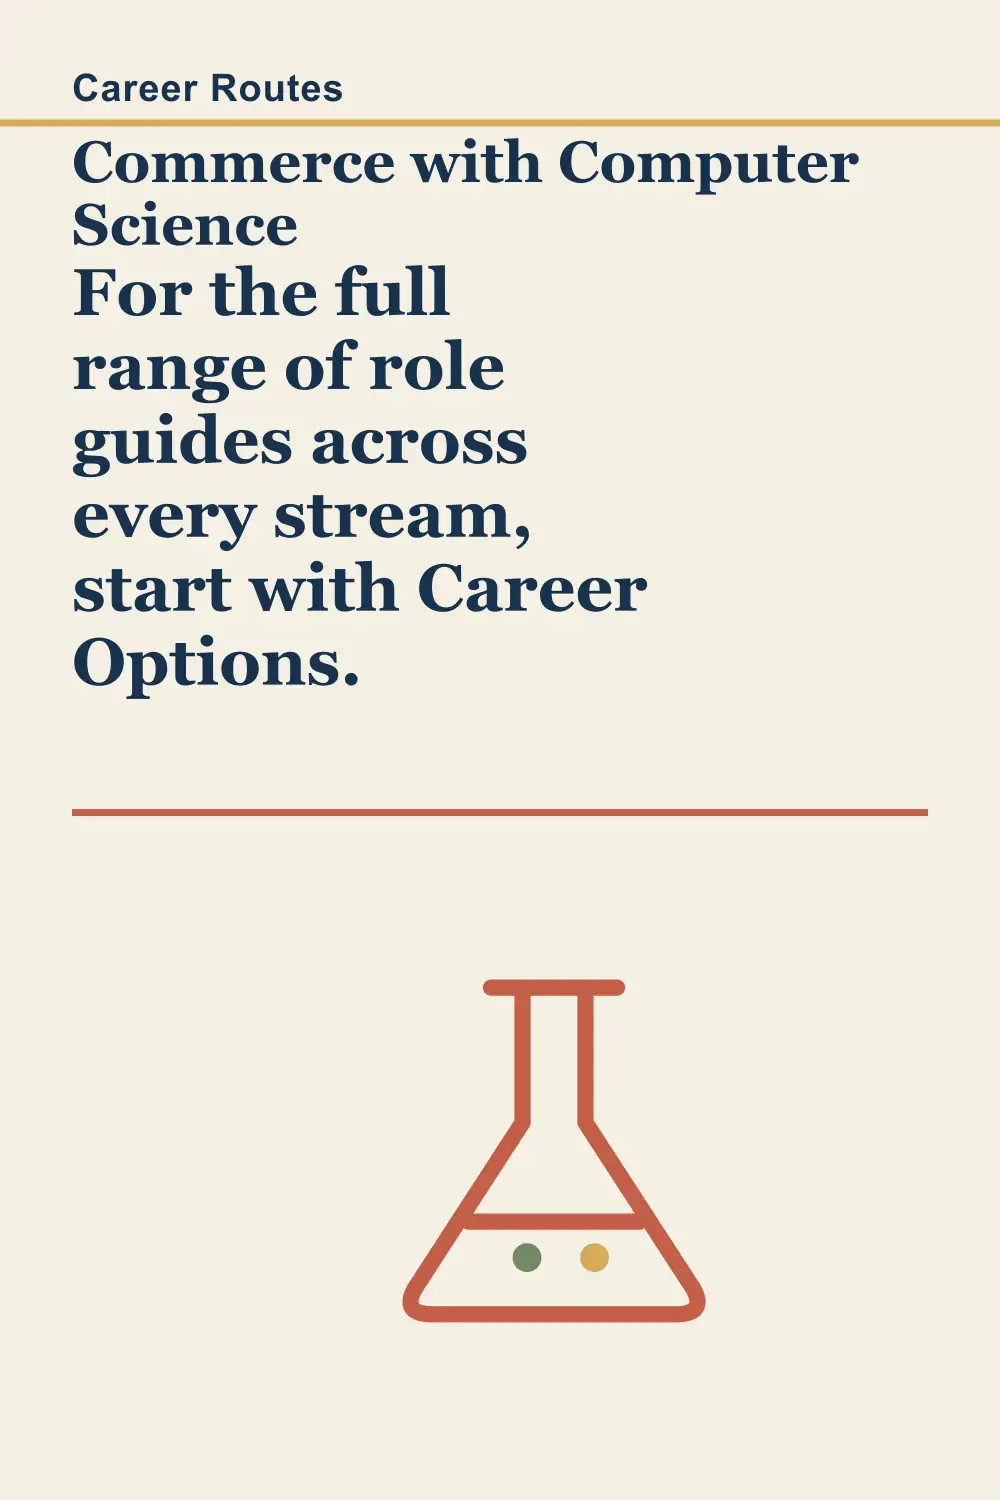 Career Routes
Commerce with Computer
Science
For the full
range of role
guides across
every stream,
start with Career
Options.